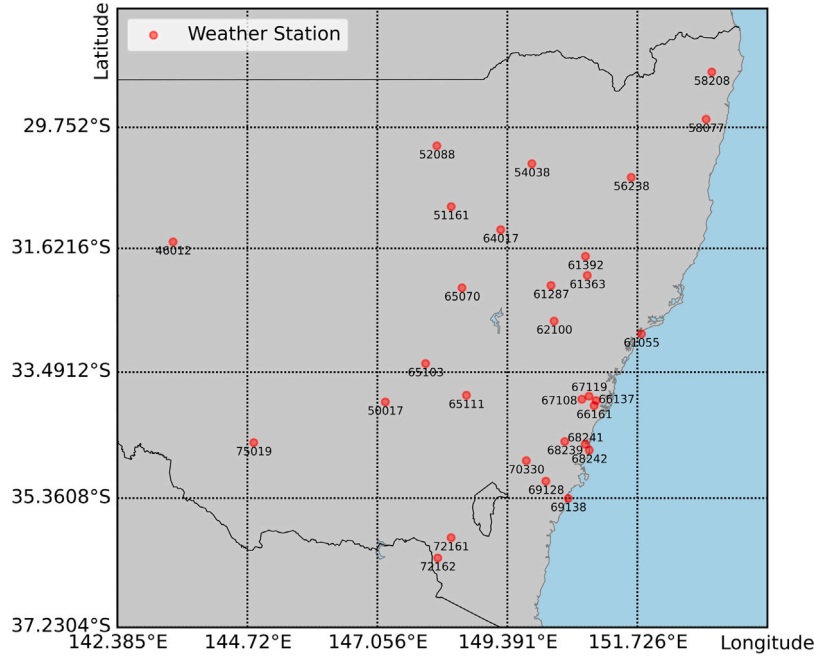 Latitude
Weather Station
58208
58077
29.752°S
52088
54038
56238
51161
64017
46012
31.6216°S
61392
61363
65070
61287
62100
61055
65103
33.4912°S
67119
50017
65111
67108
66137
66161
75019
68241
68239
68242
70330
69128
35.3608°S
69138
72161
72162
37.2304°S
142.385°E
144.72°E
147.056°E
149.391°E
151.726°E
Longitude